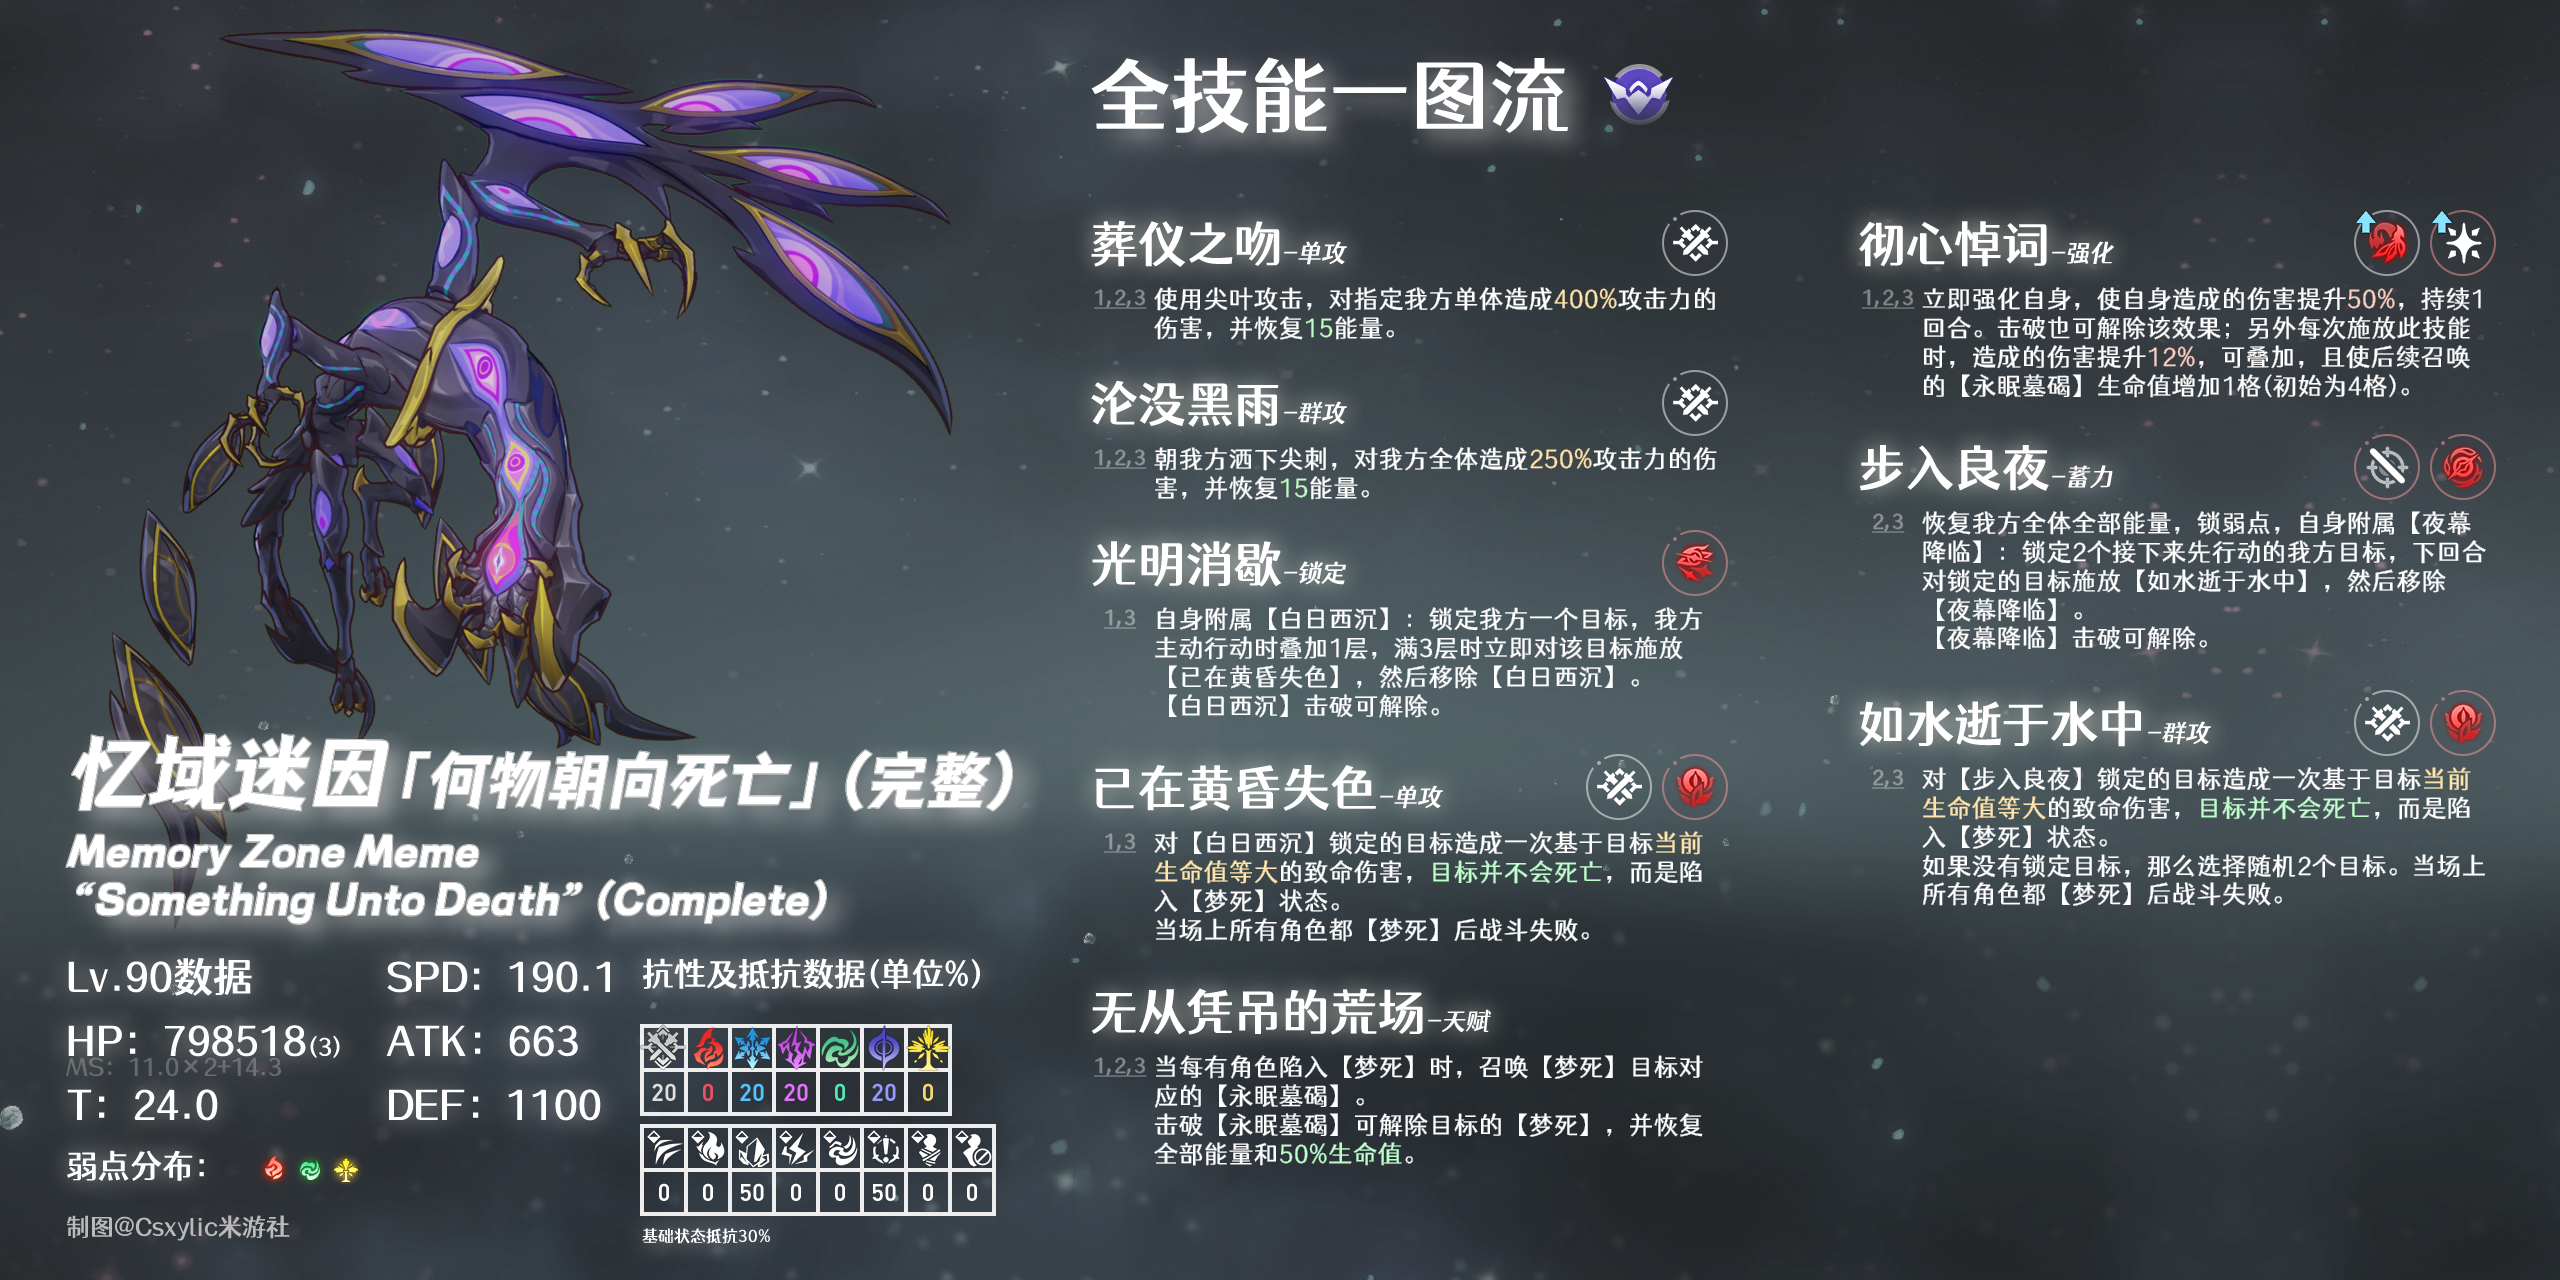 全技能一图流
葬仪之吻-单攻
1,2,3 使用尖叶攻击，对指定我方单体造成400%攻击力的
伤害，并恢复15能量。
沦没黑雨-群攻
1,2,3 朝我方洒下尖刺，对我方全体造成250%攻击力的伤
害，并恢复15能量。
光明消歇-锁定
1,3 自身附属【白日西沉】：锁定我方一个目标，我方
主动行动时叠加1层，满3层时立即对该目标施放
【已在黄昏失色】，然后移除【白日西沉】。
【白日西沉】击破可解除。
已在黄昏失色-单攻
1,3 对【白日西沉】锁定的目标造成一次基于目标当前
生命值等大的致命伤害，目标并不会死亡，而是陷
入【梦死】状态。
当场上所有角色都【梦死】后战斗失败。
无从凭吊的荒场-天赋
1,2,3 当每有角色陷入【梦死】时，召唤【梦死】目标对
应的【永眠墓碣】。
击破【永眠墓碣】可解除目标的【梦死】，并恢复
全部能量和50%生命值。
彻心悼词-强化
1,2,3 立即强化自身，使自身造成的伤害提升50%，持续1
回合。击破也可解除该效果；另外每次施放此技能
时，造成的伤害提升12%，可叠加，且使后续召唤
的【永眠墓碣】生命值增加1格(初始为4格)。
步入良夜-蓄力
2,3 恢复我方全体全部能量，锁弱点，自身附属【夜幕
降临】：锁定2个接下来先行动的我方目标，下回合
对锁定的目标施放【如水逝于水中】，然后移除
【夜幕降临】。
【夜幕降临】击破可解除。
如水逝于水中-群攻
2,3 对【步入良夜】锁定的目标造成一次基于目标当前
生命值等大的致命伤害，目标并不会死亡，而是陷
入【梦死】状态。
如果没有锁定目标，那么选择随机2个目标。当场上
所有角色都【梦死】后战斗失败。
忆域迷因「何物朝向死亡」（完整）
Memory Zone Meme
“Something Unto Death”（Complete）
Lv.90数据 SPD：190.1
HP：798518(3) ATK：663
MS：11.0×2+14.3
T：24.0 DEF：1100
弱点分布：
制图@Csxylic米游社
抗性及抵抗数据(单位%)
20 0 20 20 0 20 0
0 0 50 0 0 50 0 0
基础状态抵抗30%